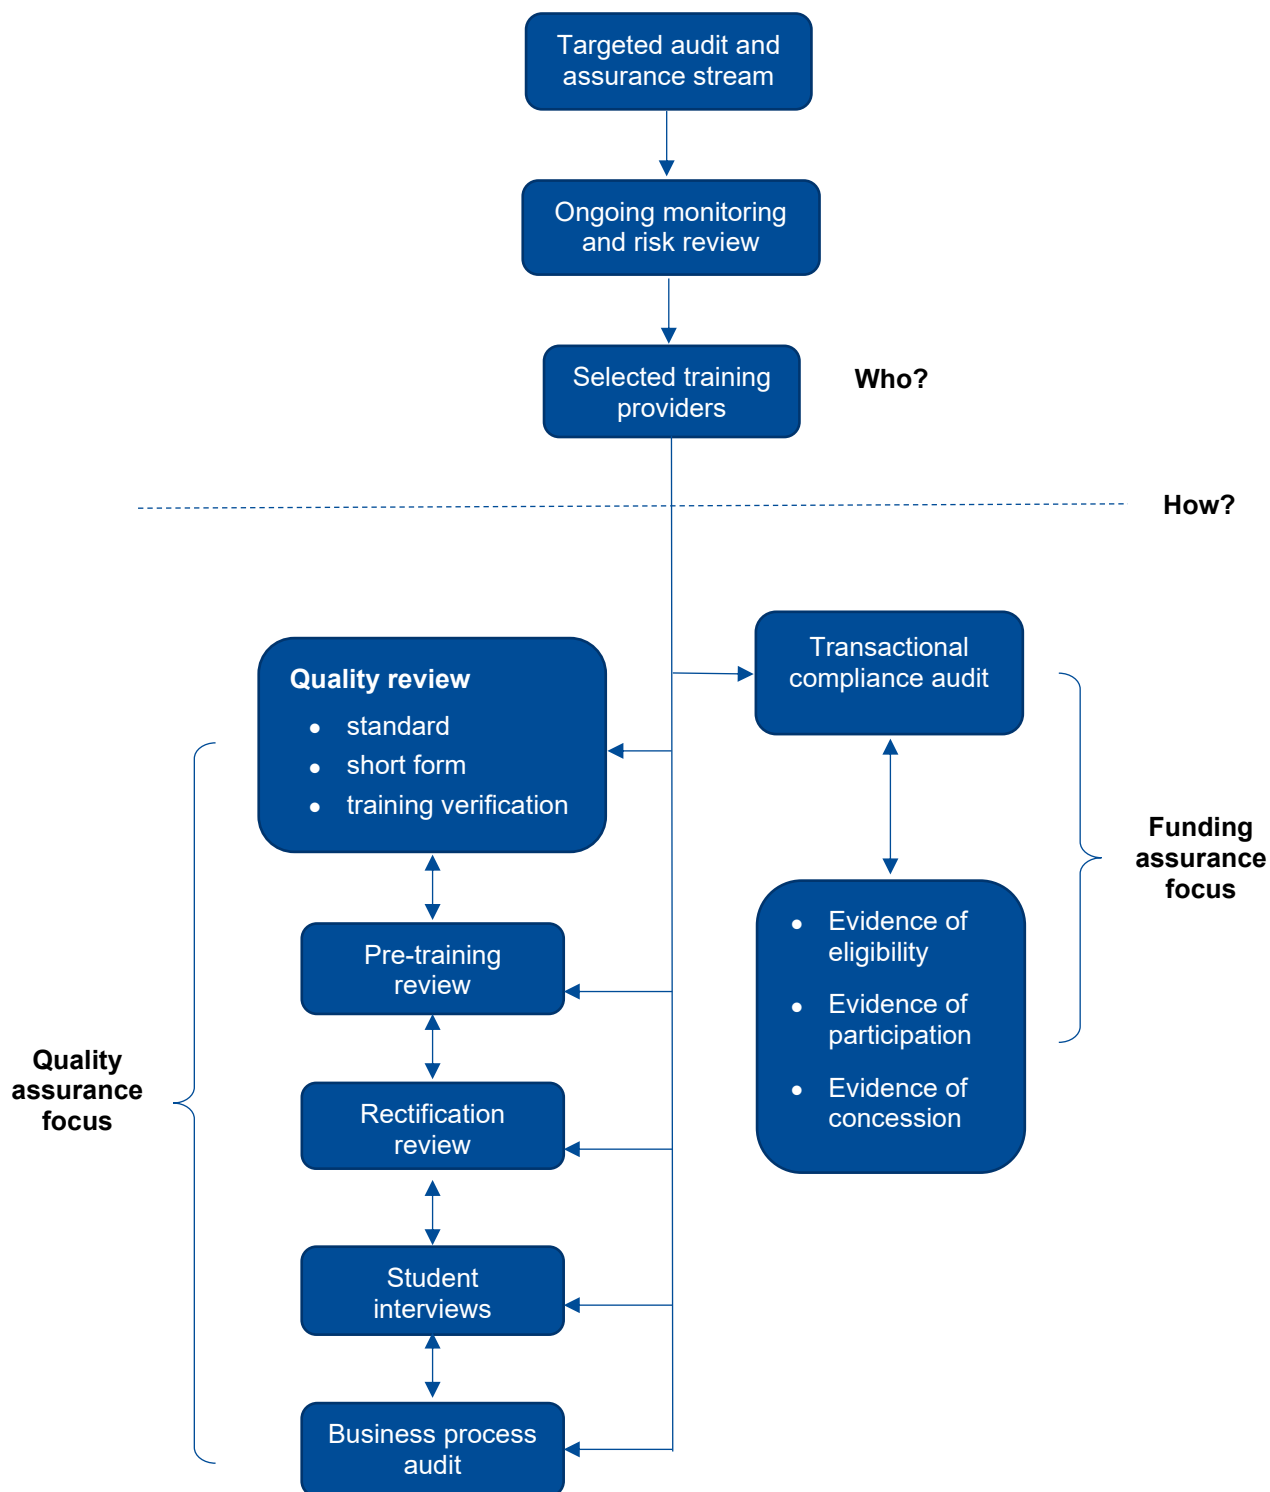 Targeted audit and
assurance stream
Ongoing monitoring
and risk review
Selected training
providers
Who?
How?
Quality review
• standard
• short form
• training verification
Pre-training
review
Rectification
review
Student
interviews
Business process
audit
Quality
assurance
focus
Transactional
compliance audit
• Evidence of
eligibility
• Evidence of
participation
• Evidence of
concession
Funding
assurance
focus